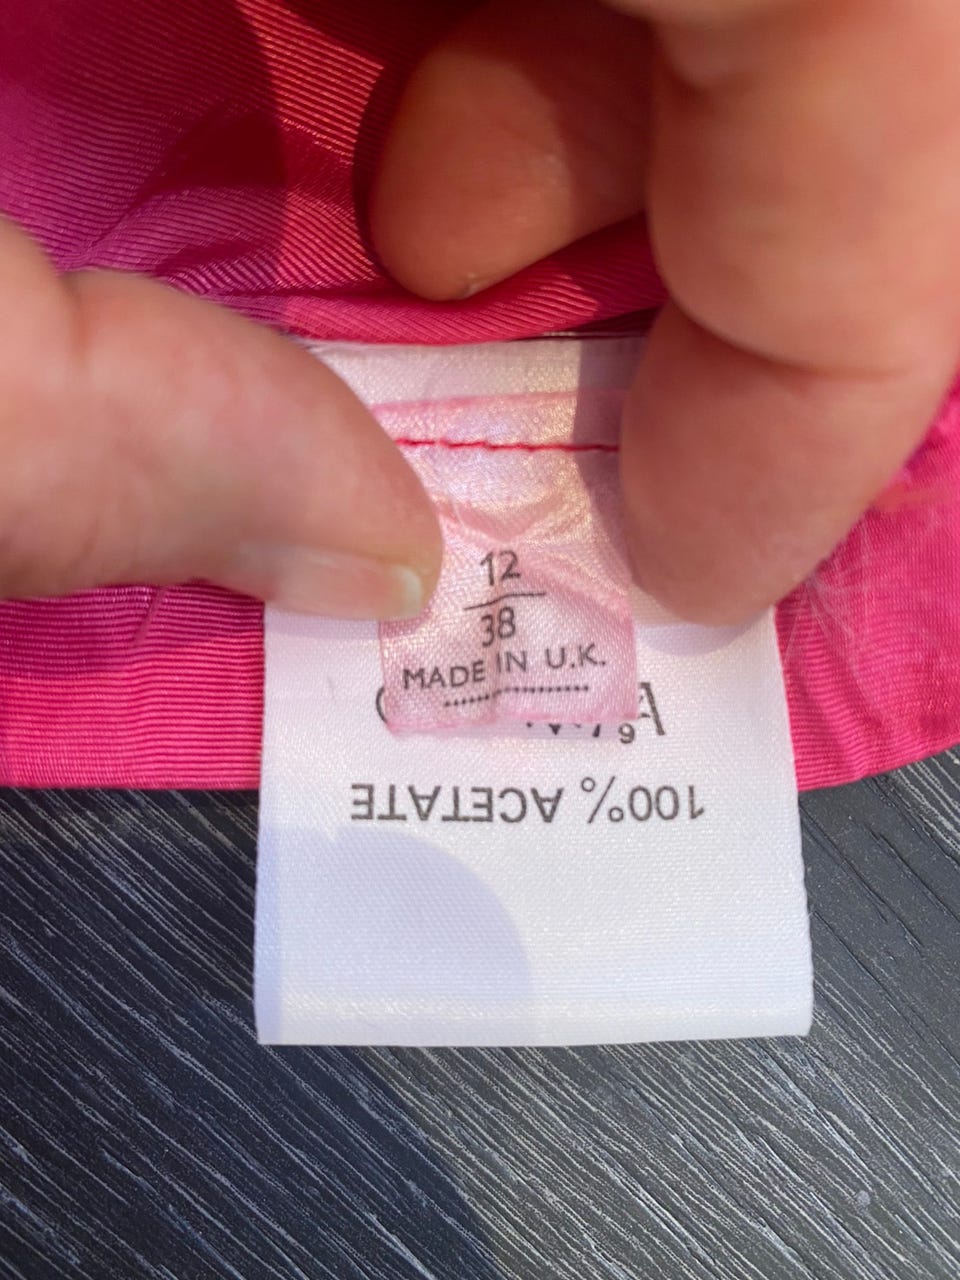 12
38
MADE IN U.K.
100% ACETATE